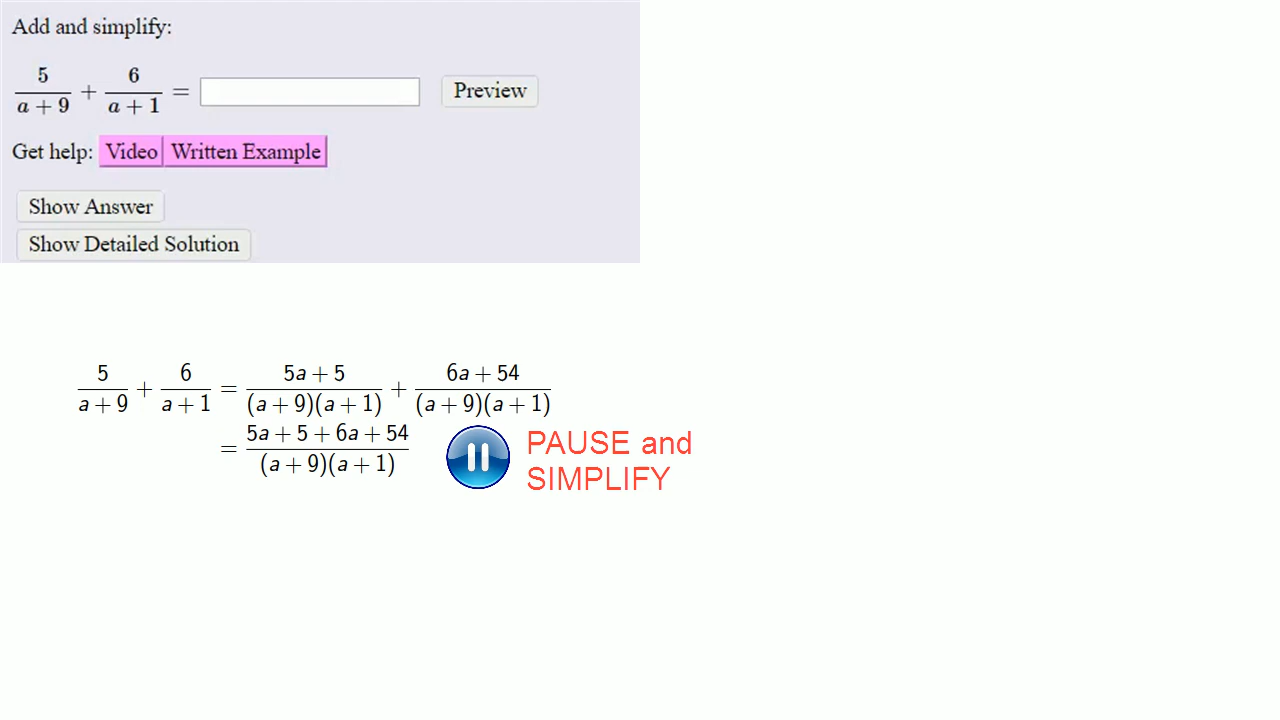 Add and simplify:
5/(a + 9) + 6/(a + 1) = Preview
Get help: Video Written Example
Show Answer
Show Detailed Solution
5/(a + 9) + 6/(a + 1) = (5a + 5)/((a + 9)(a + 1)) + (6a + 54)/((a + 9)(a + 1))
= (5a + 5 + 6a + 54)/((a + 9)(a + 1))
PAUSE and
SIMPLIFY